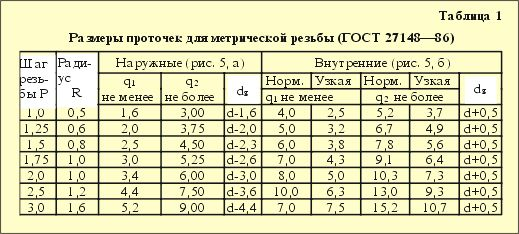 Таблица 1
Размеры проточек для метрической резьбы (ГОСТ 27148—86)
Шаг резьбы P Радиус R Наружные (рис. 5, а) Внутренние (рис. 5, б)
q1 не менее q2 не более dg Норм. Узкая Норм. Узкая dg
q1 не менее q2 не более
1,0 0,5 1,6 3,00 d-1,6 4,0 2,5 5,2 3,7 d+0,5
1,25 0,6 2,0 3,75 d-2,0 5,0 3,2 6,7 4,9 d+0,5
1,5 0,8 2,5 4,50 d-2,3 6,0 3,8 7,8 5,6 d+0,5
1,75 1,0 3,0 5,25 d-2,6 7,0 4,3 9,1 6,4 d+0,5
2,0 1,0 3,4 6,00 d-3,0 8,0 5,0 10,3 7,3 d+0,5
2,5 1,2 4,4 7,50 d-3,6 10,0 6,3 13,0 9,3 d+0,5
3,0 1,6 5,2 9,00 d-4,4 7,0 7,5 15,2 10,7 d+0,5